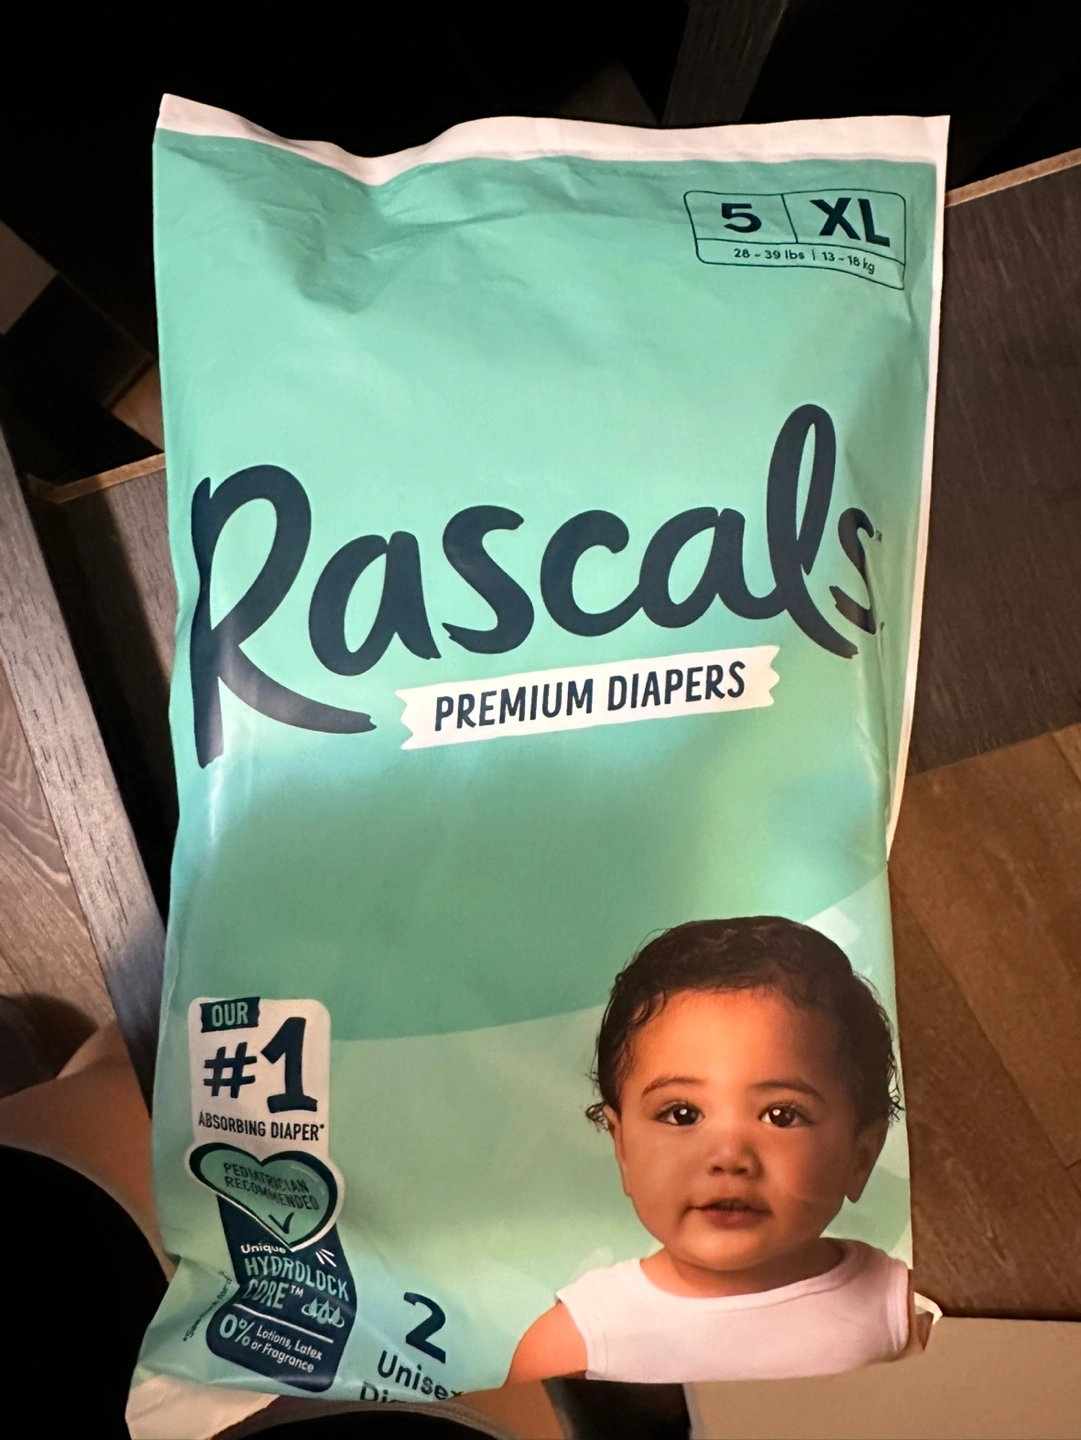 5 XL
28 - 39 lbs | 13 - 18 kg
Rascals
PREMIUM DIAPERS
OUR
#1
ABSORBING DIAPER*
PEDIATRICIAN
RECOMMENDED
Unique
HYDROLOCK
CORE™
0% Lotions, Latex
or Fragrance
2
Unisex